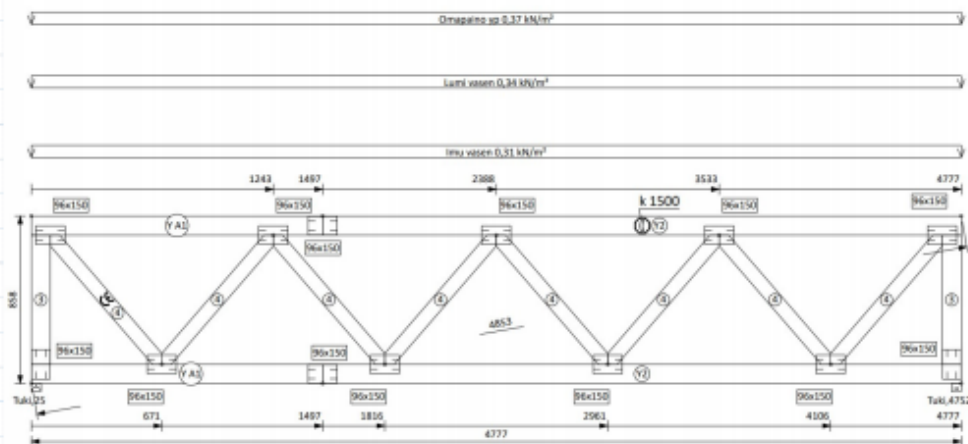 Omapaino yp 0,37 kN/m²
Lumi vasen 0,34 kN/m²
Imu vasen 0,31 kN/m²
1243 1497 2388 3533 4777
96x150 96x150 96x150 k 1500 96x150 96x150
Y A1 96x150 Y2
858 3 4 4 4 4 4 4 4 4 3
4853
96x150 96x150 96x150
Y A1 Y2
Tuki,25 96x150 96x150 96x150 96x150 Tuki,4752
671 1497 1816 2961 4106 4777
4777